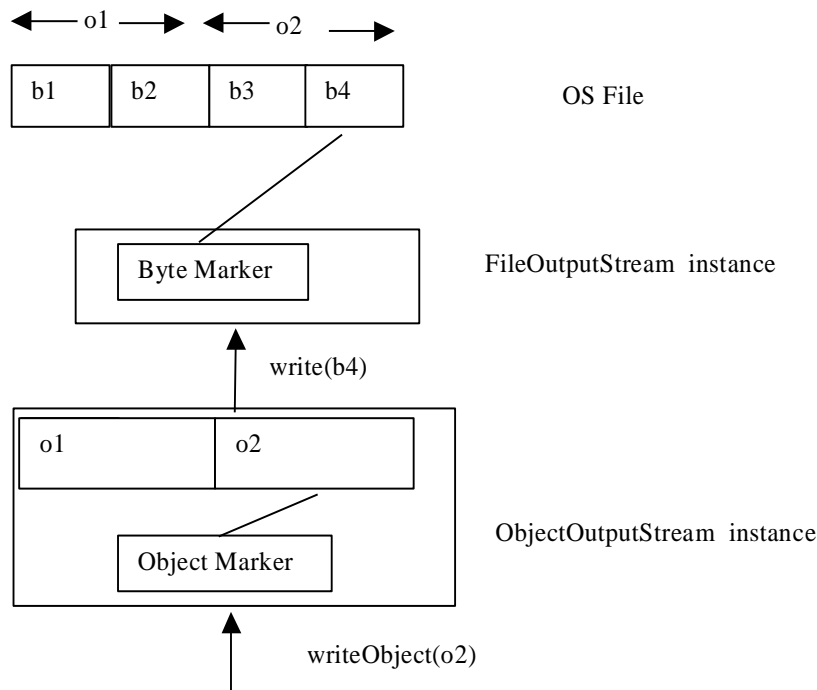 o1
o2
b1 b2 b3 b4
OS File
Byte Marker
FileOutputStream instance
write(b4)
o1 o2
Object Marker
ObjectOutputStream instance
writeObject(o2)